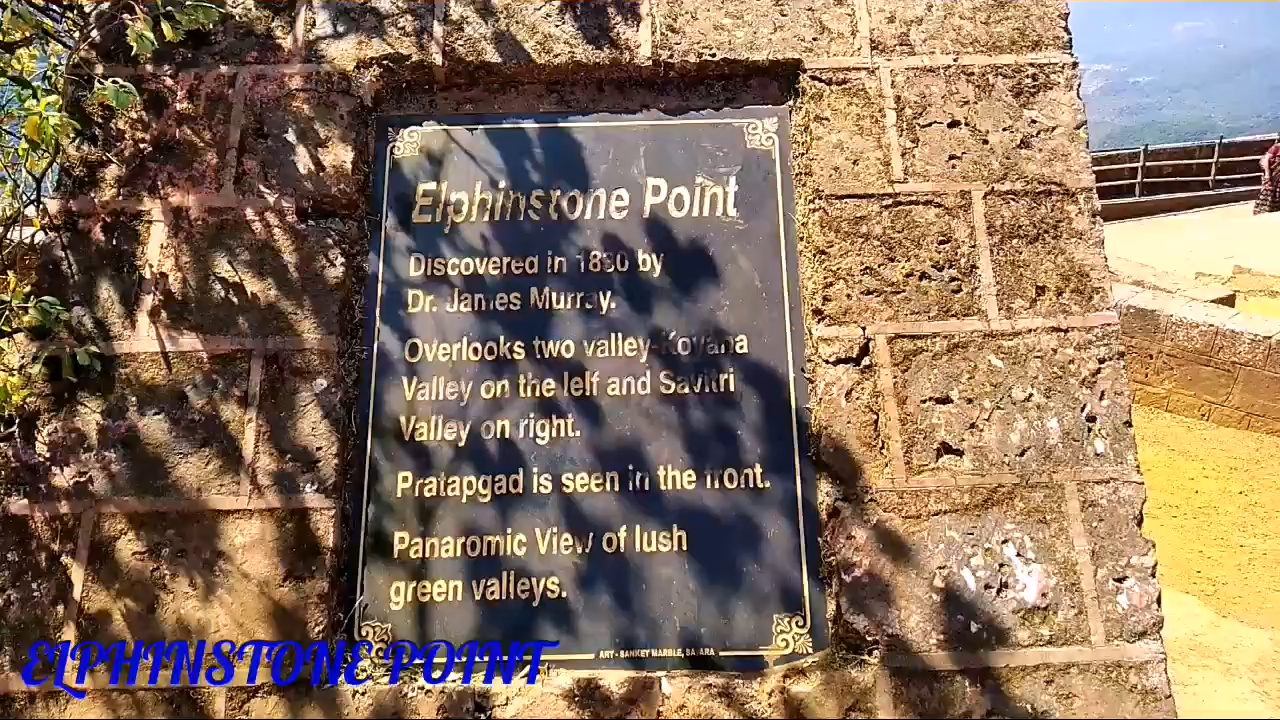 Elphinstone Point
Discovered in 1830 by
Dr. James Murray.
Overlooks two valley-Koyana
Valley on the lelf and Savitri
Valley on right.
Pratapgad is seen in the front.
Panaromic View of lush
green valleys.
ART - SANKET MARBLE, SATARA
ELPHINSTONE POINT